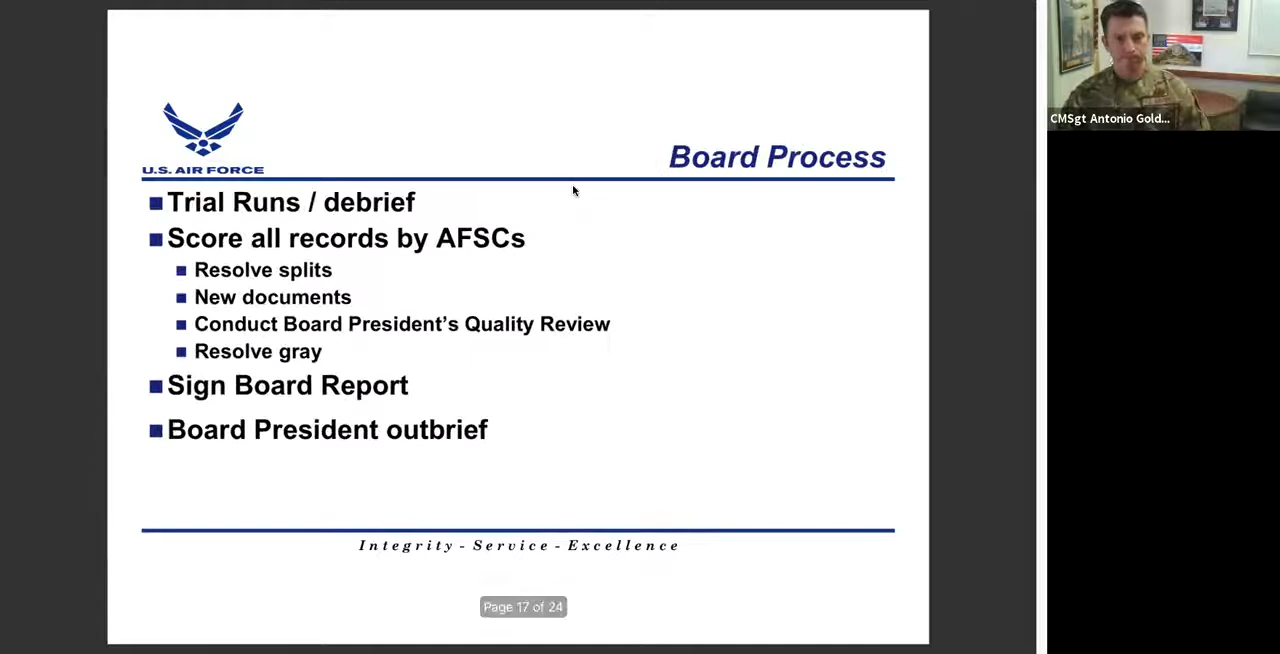 U.S. AIR FORCE
Board Process
Trial Runs / debrief
Score all records by AFSCs
Resolve splits
New documents
Conduct Board President's Quality Review
Resolve gray
Sign Board Report
Board President outbrief
Integrity - Service - Excellence
Page 17 of 24
CMSgt Antonio Gold...